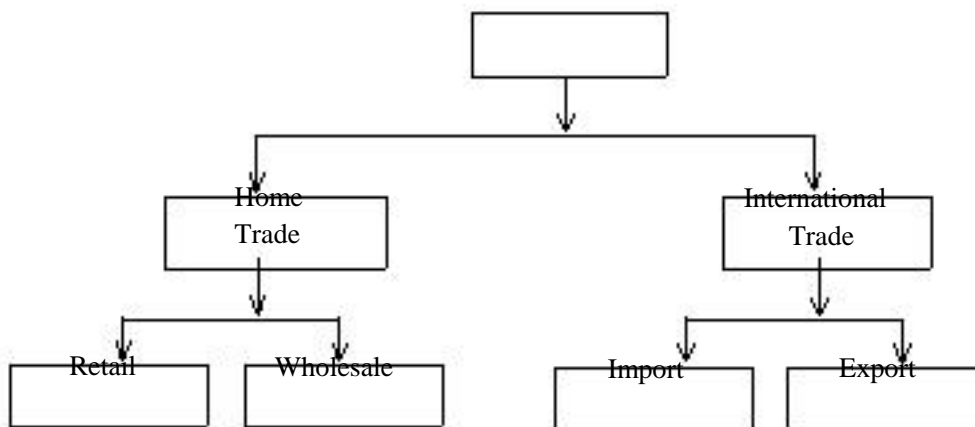 Home
Trade
International
Trade
Retail
Wholesale
Import
Export